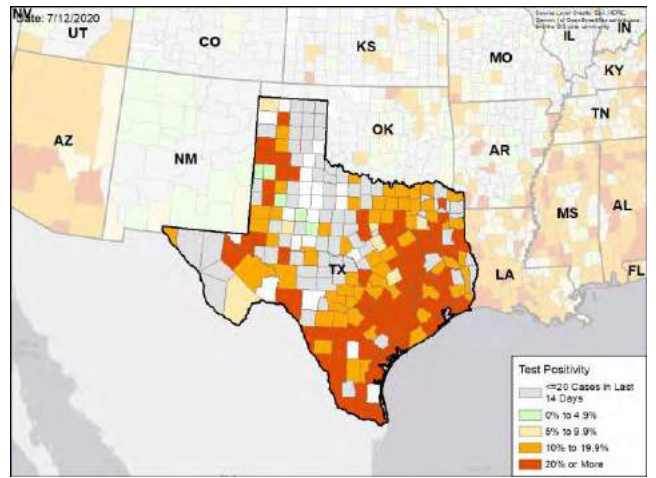 NV
Date: 7/12/2020
UT
CO
KS
MO
IL
IN
KY
TN
AZ
NM
OK
AR
MS
AL
TX
LA
FL
Test Positivity
<=20 Cases in Last
14 Days
0% to 4.9%
5% to 9.9%
10% to 19.9%
20% or More